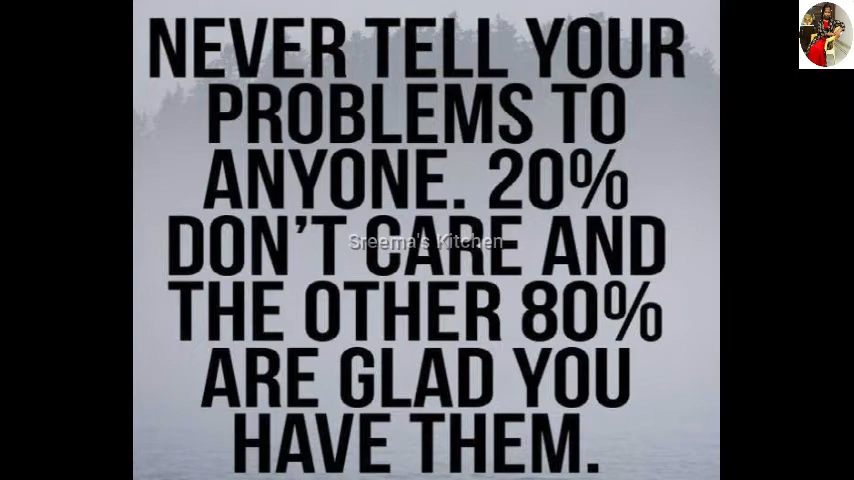 NEVER TELL YOUR
PROBLEMS TO
ANYONE. 20%
DON'T CARE AND
Sreema's Kitchen
THE OTHER 80%
ARE GLAD YOU
HAVE THEM.